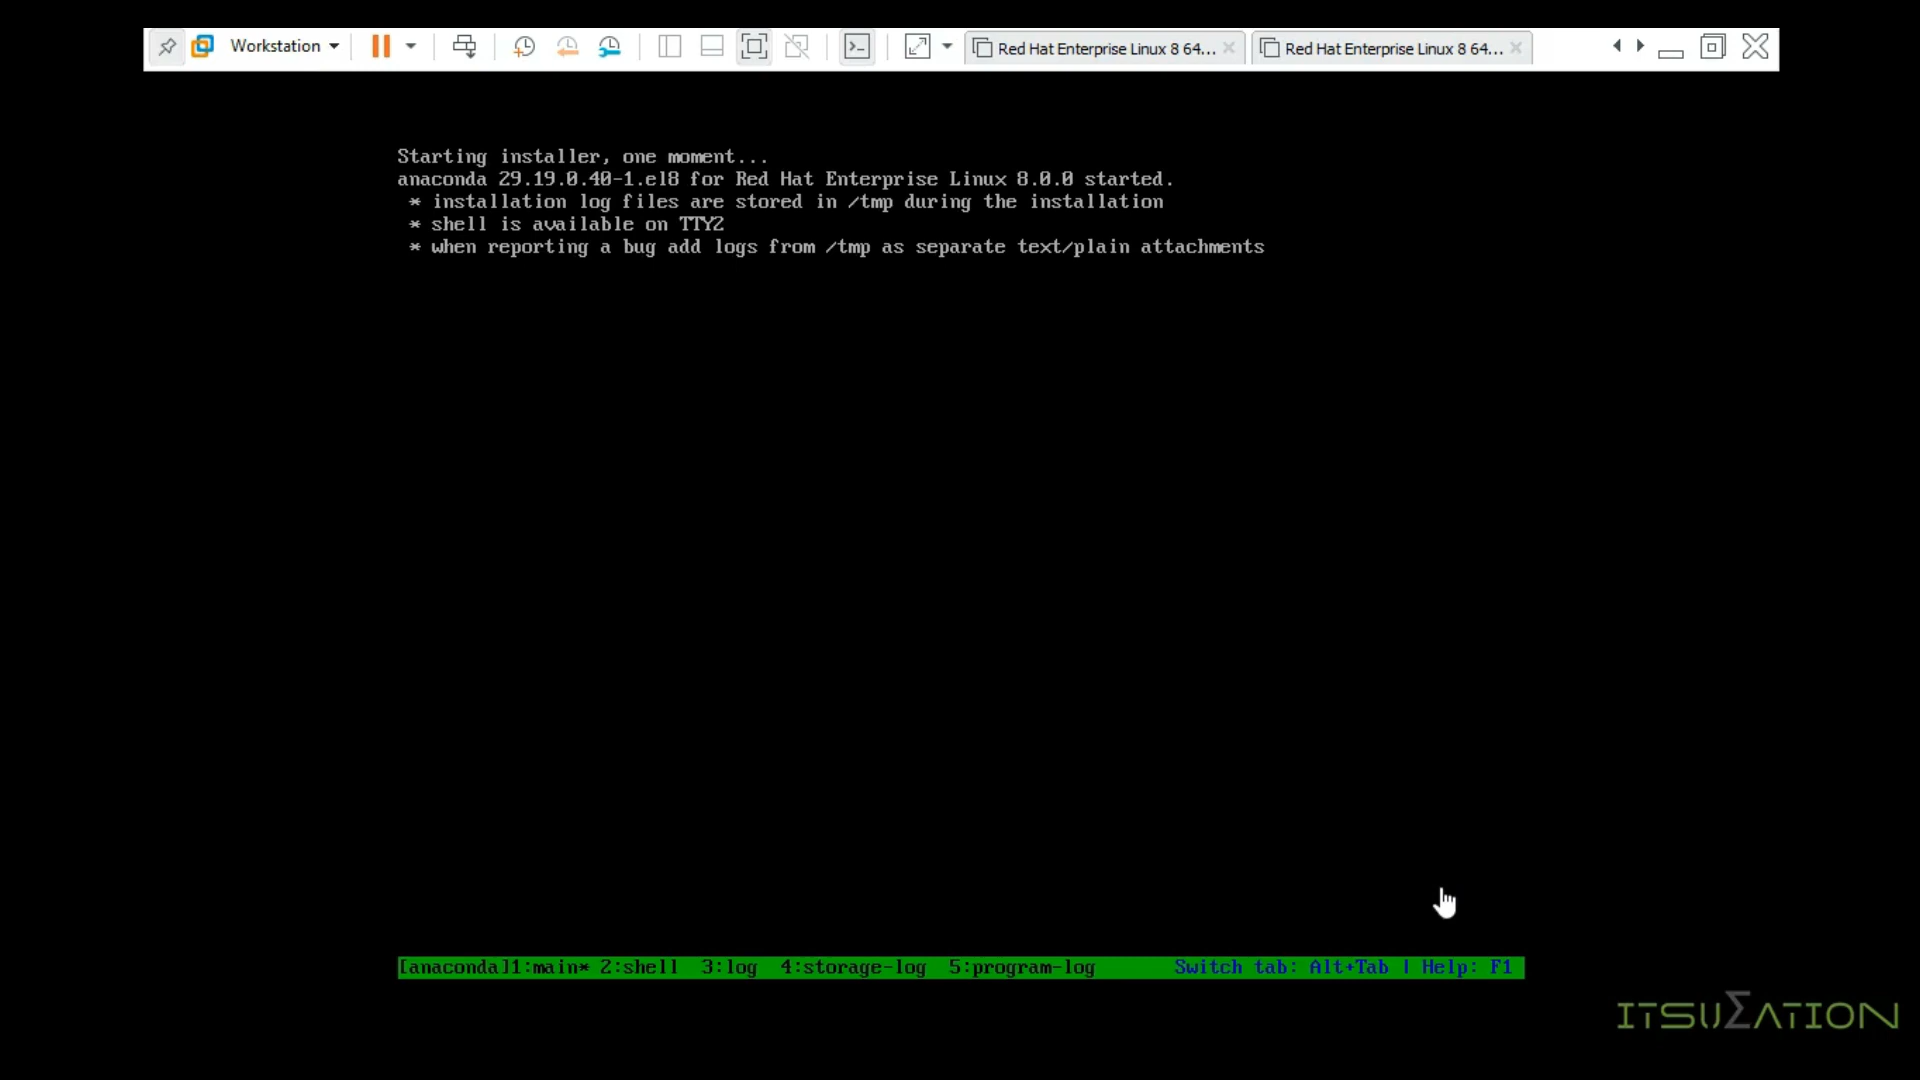 Workstation
Red Hat Enterprise Linux 8 64...
Red Hat Enterprise Linux 8 64...
Starting installer, one moment...
anaconda 29.19.0.40-1.el8 for Red Hat Enterprise Linux 8.0.0 started.
* installation log files are stored in /tmp during the installation
* shell is available on TTY2
* when reporting a bug add logs from /tmp as separate text/plain attachments
[anaconda]1:main* 2:shell 3:log 4:storage-log 5:program-log Switch tab: Alt+Tab | Help: F1
ITSUΣATION